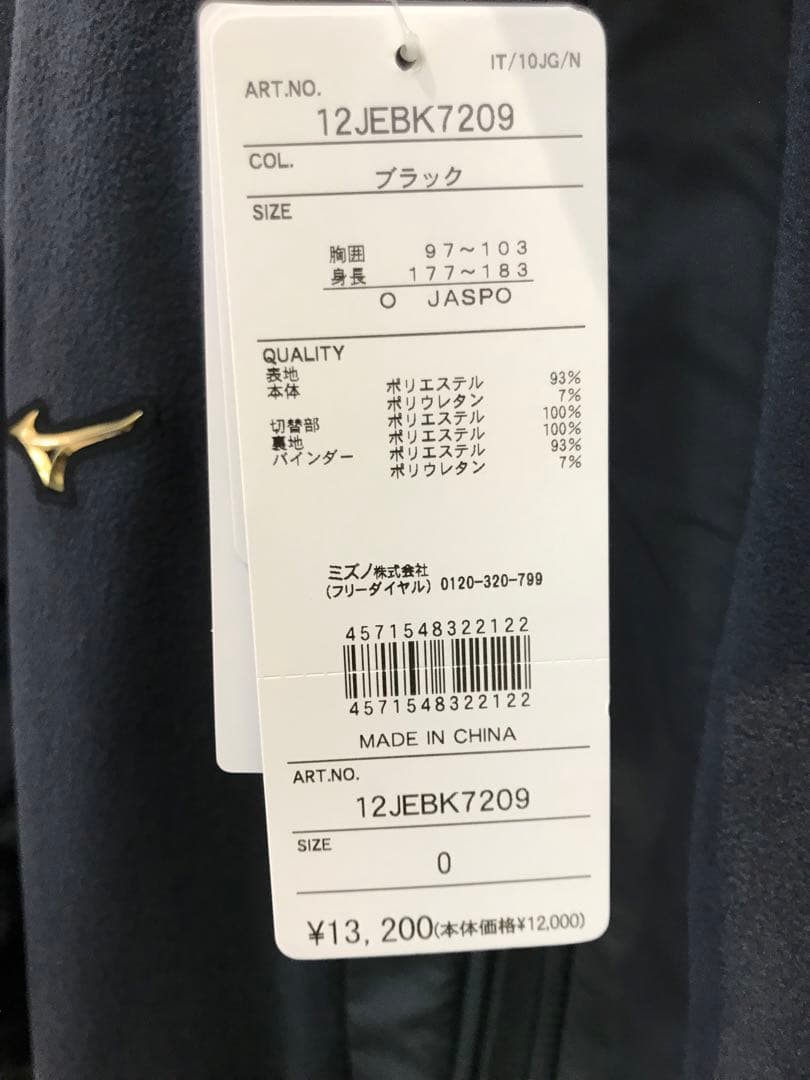 IT/10JG/N
ART.NO.
12JEBK7209
COL.
ブラック
SIZE
胸囲 97～103
身長 177～183
O JASPO
QUALITY
表地
本体 ポリエステル 93%
ポリウレタン 7%
切替部 ポリエステル 100%
裏地 ポリエステル 100%
バインダー ポリエステル 93%
ポリウレタン 7%
ミズノ株式会社
(フリーダイヤル) 0120-320-799
4571548322122
4571548322122
MADE IN CHINA
ART.NO.
12JEBK7209
SIZE
O
¥13,200(本体価格¥12,000)